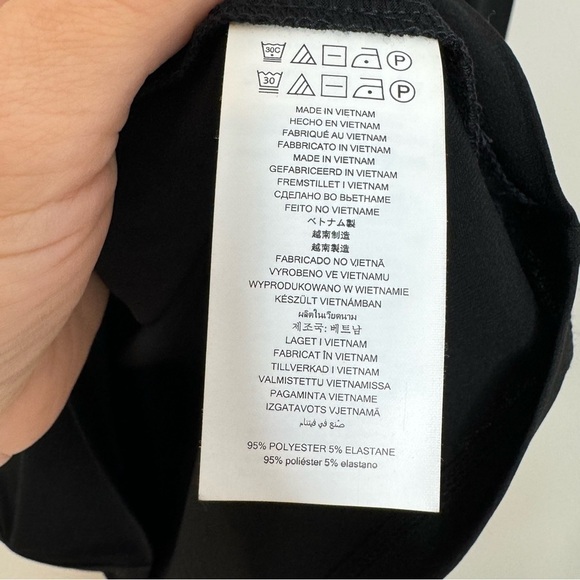 30C P
30 P
MADE IN VIETNAM
HECHO EN VIETNAM
FABRIQUÉ AU VIETNAM
FABBRICATO IN VIETNAM
MADE IN VIETNAM
GEFABRICEERD IN VIETNAM
FREMSTILLET I VIETNAM
СДЕЛАНО ВО ВЬЕТНАМЕ
FEITO NO VIETNAME
ベトナム製
越南制造
越南製造
FABRICADO NO VIETNÃ
VYROBENO VE VIETNAMU
WYPRODUKOWANO W WIETNAMIE
KÉSZÜLT VIETNÁMBAN
ผลิตในเวียดนาม
제조국: 베트남
LAGET I VIETNAM
FABRICAT ÎN VIETNAM
TILLVERKAD I VIETNAM
VALMISTETTU VIETNAMISSA
PAGAMINTA VIETNAME
IZGATAVOTS VJETNAMĀ
صنع في فيتنام
95% POLYESTER 5% ELASTANE
95% poliéster 5% elastano